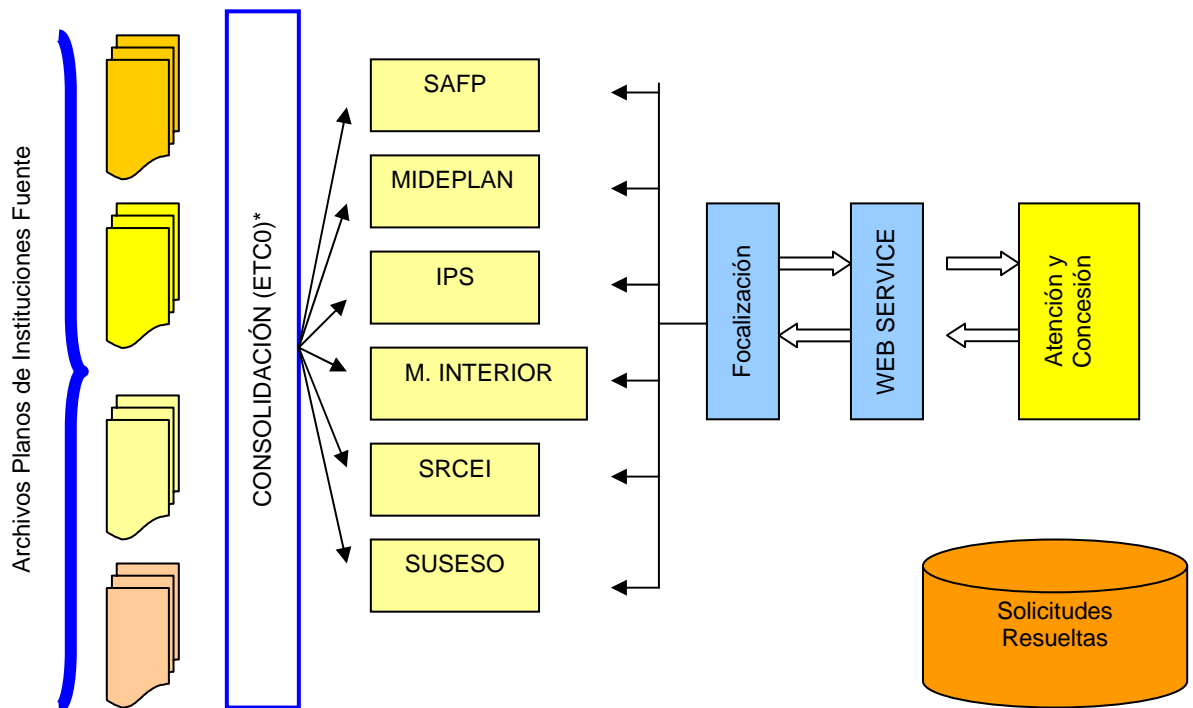 Archivos Planos de Instituciones Fuente
CONSOLIDACIÓN (ETC0)*
SAFP
MIDEPLAN
IPS
M. INTERIOR
SRCEI
SUSESO
Focalización
WEB SERVICE
Atención y
Concesión
Solicitudes
Resueltas